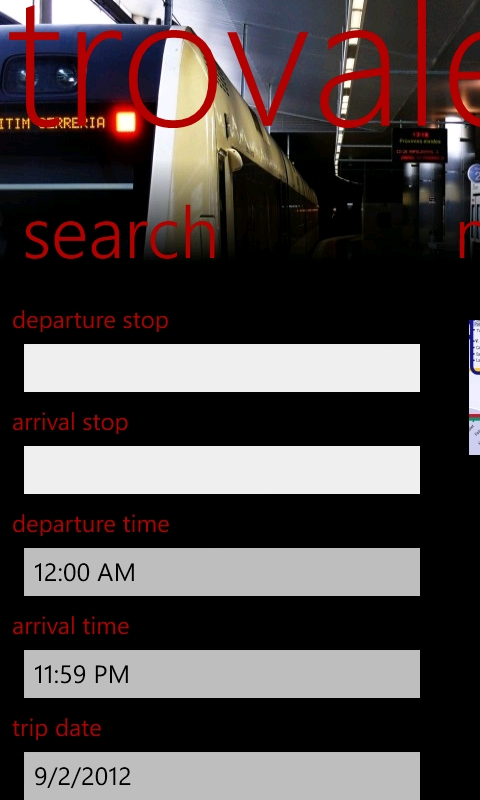 trovale
ITIM SERRERIA
search
departure stop
arrival stop
departure time
12:00 AM
arrival time
11:59 PM
trip date
9/2/2012